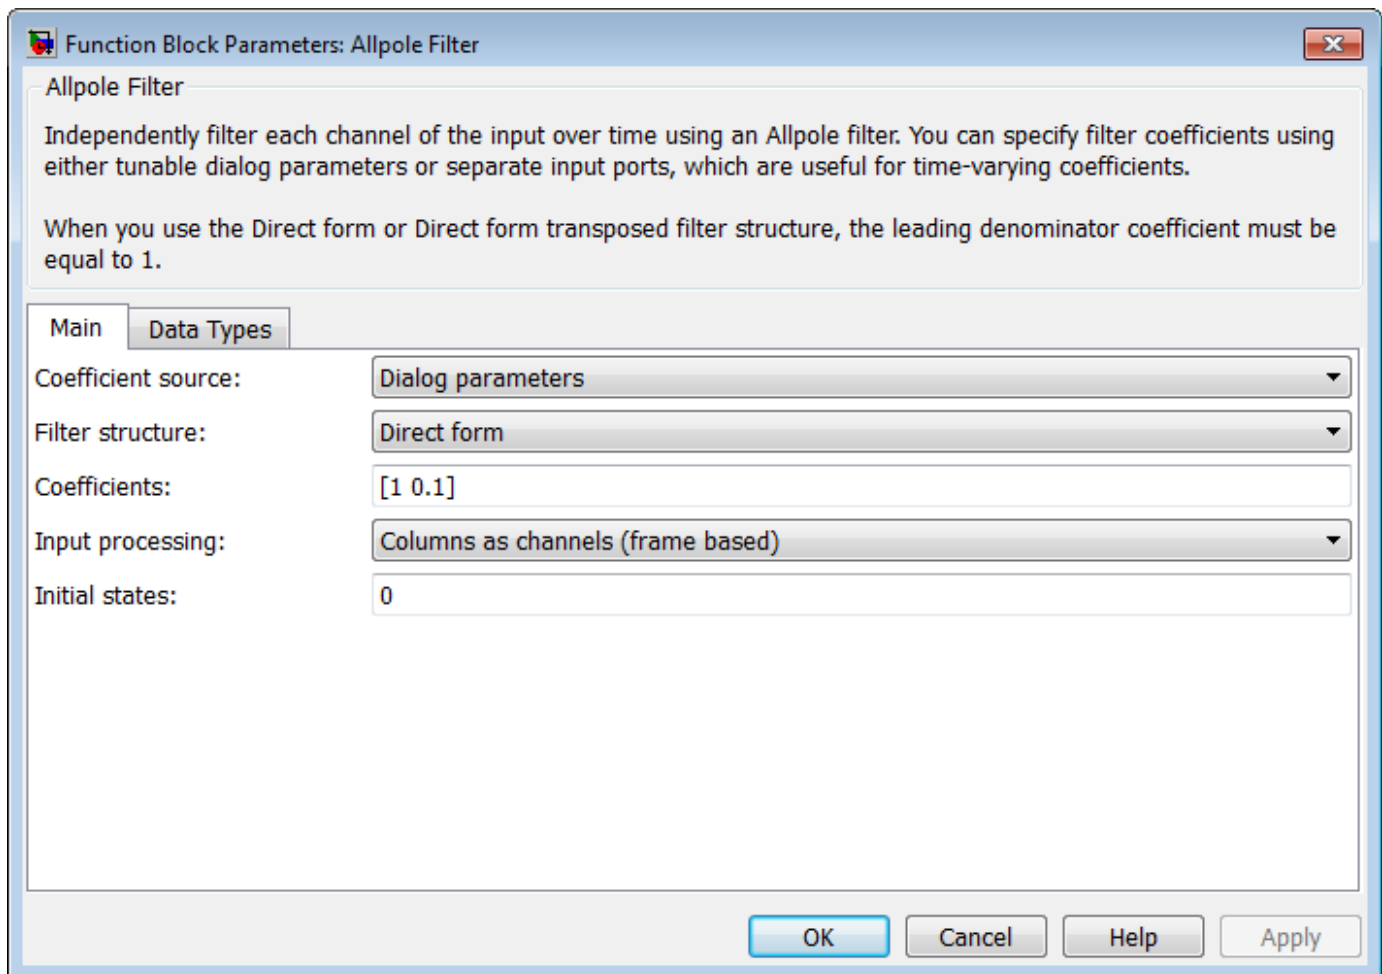 Function Block Parameters: Allpole Filter
Allpole Filter
Independently filter each channel of the input over time using an Allpole filter. You can specify filter coefficients using
either tunable dialog parameters or separate input ports, which are useful for time-varying coefficients.
When you use the Direct form or Direct form transposed filter structure, the leading denominator coefficient must be
equal to 1.
Main Data Types
Coefficient source: Dialog parameters
Filter structure: Direct form
Coefficients: [1 0.1]
Input processing: Columns as channels (frame based)
Initial states: 0
OK Cancel Help Apply